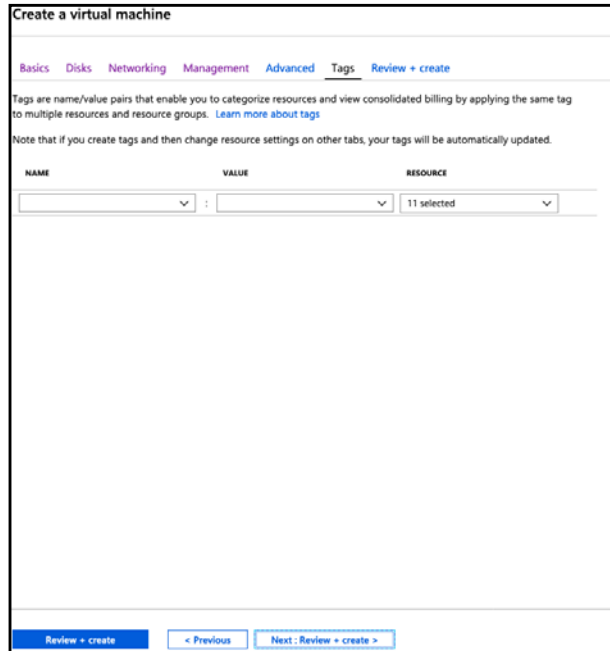 Create a virtual machine
Basics Disks Networking Management Advanced Tags Review + create
Tags are name/value pairs that enable you to categorize resources and view consolidated billing by applying the same tag
to multiple resources and resource groups. Learn more about tags
Note that if you create tags and then change resource settings on other tabs, your tags will be automatically updated.
NAME VALUE RESOURCE
: 11 selected
Review + create < Previous Next : Review + create >